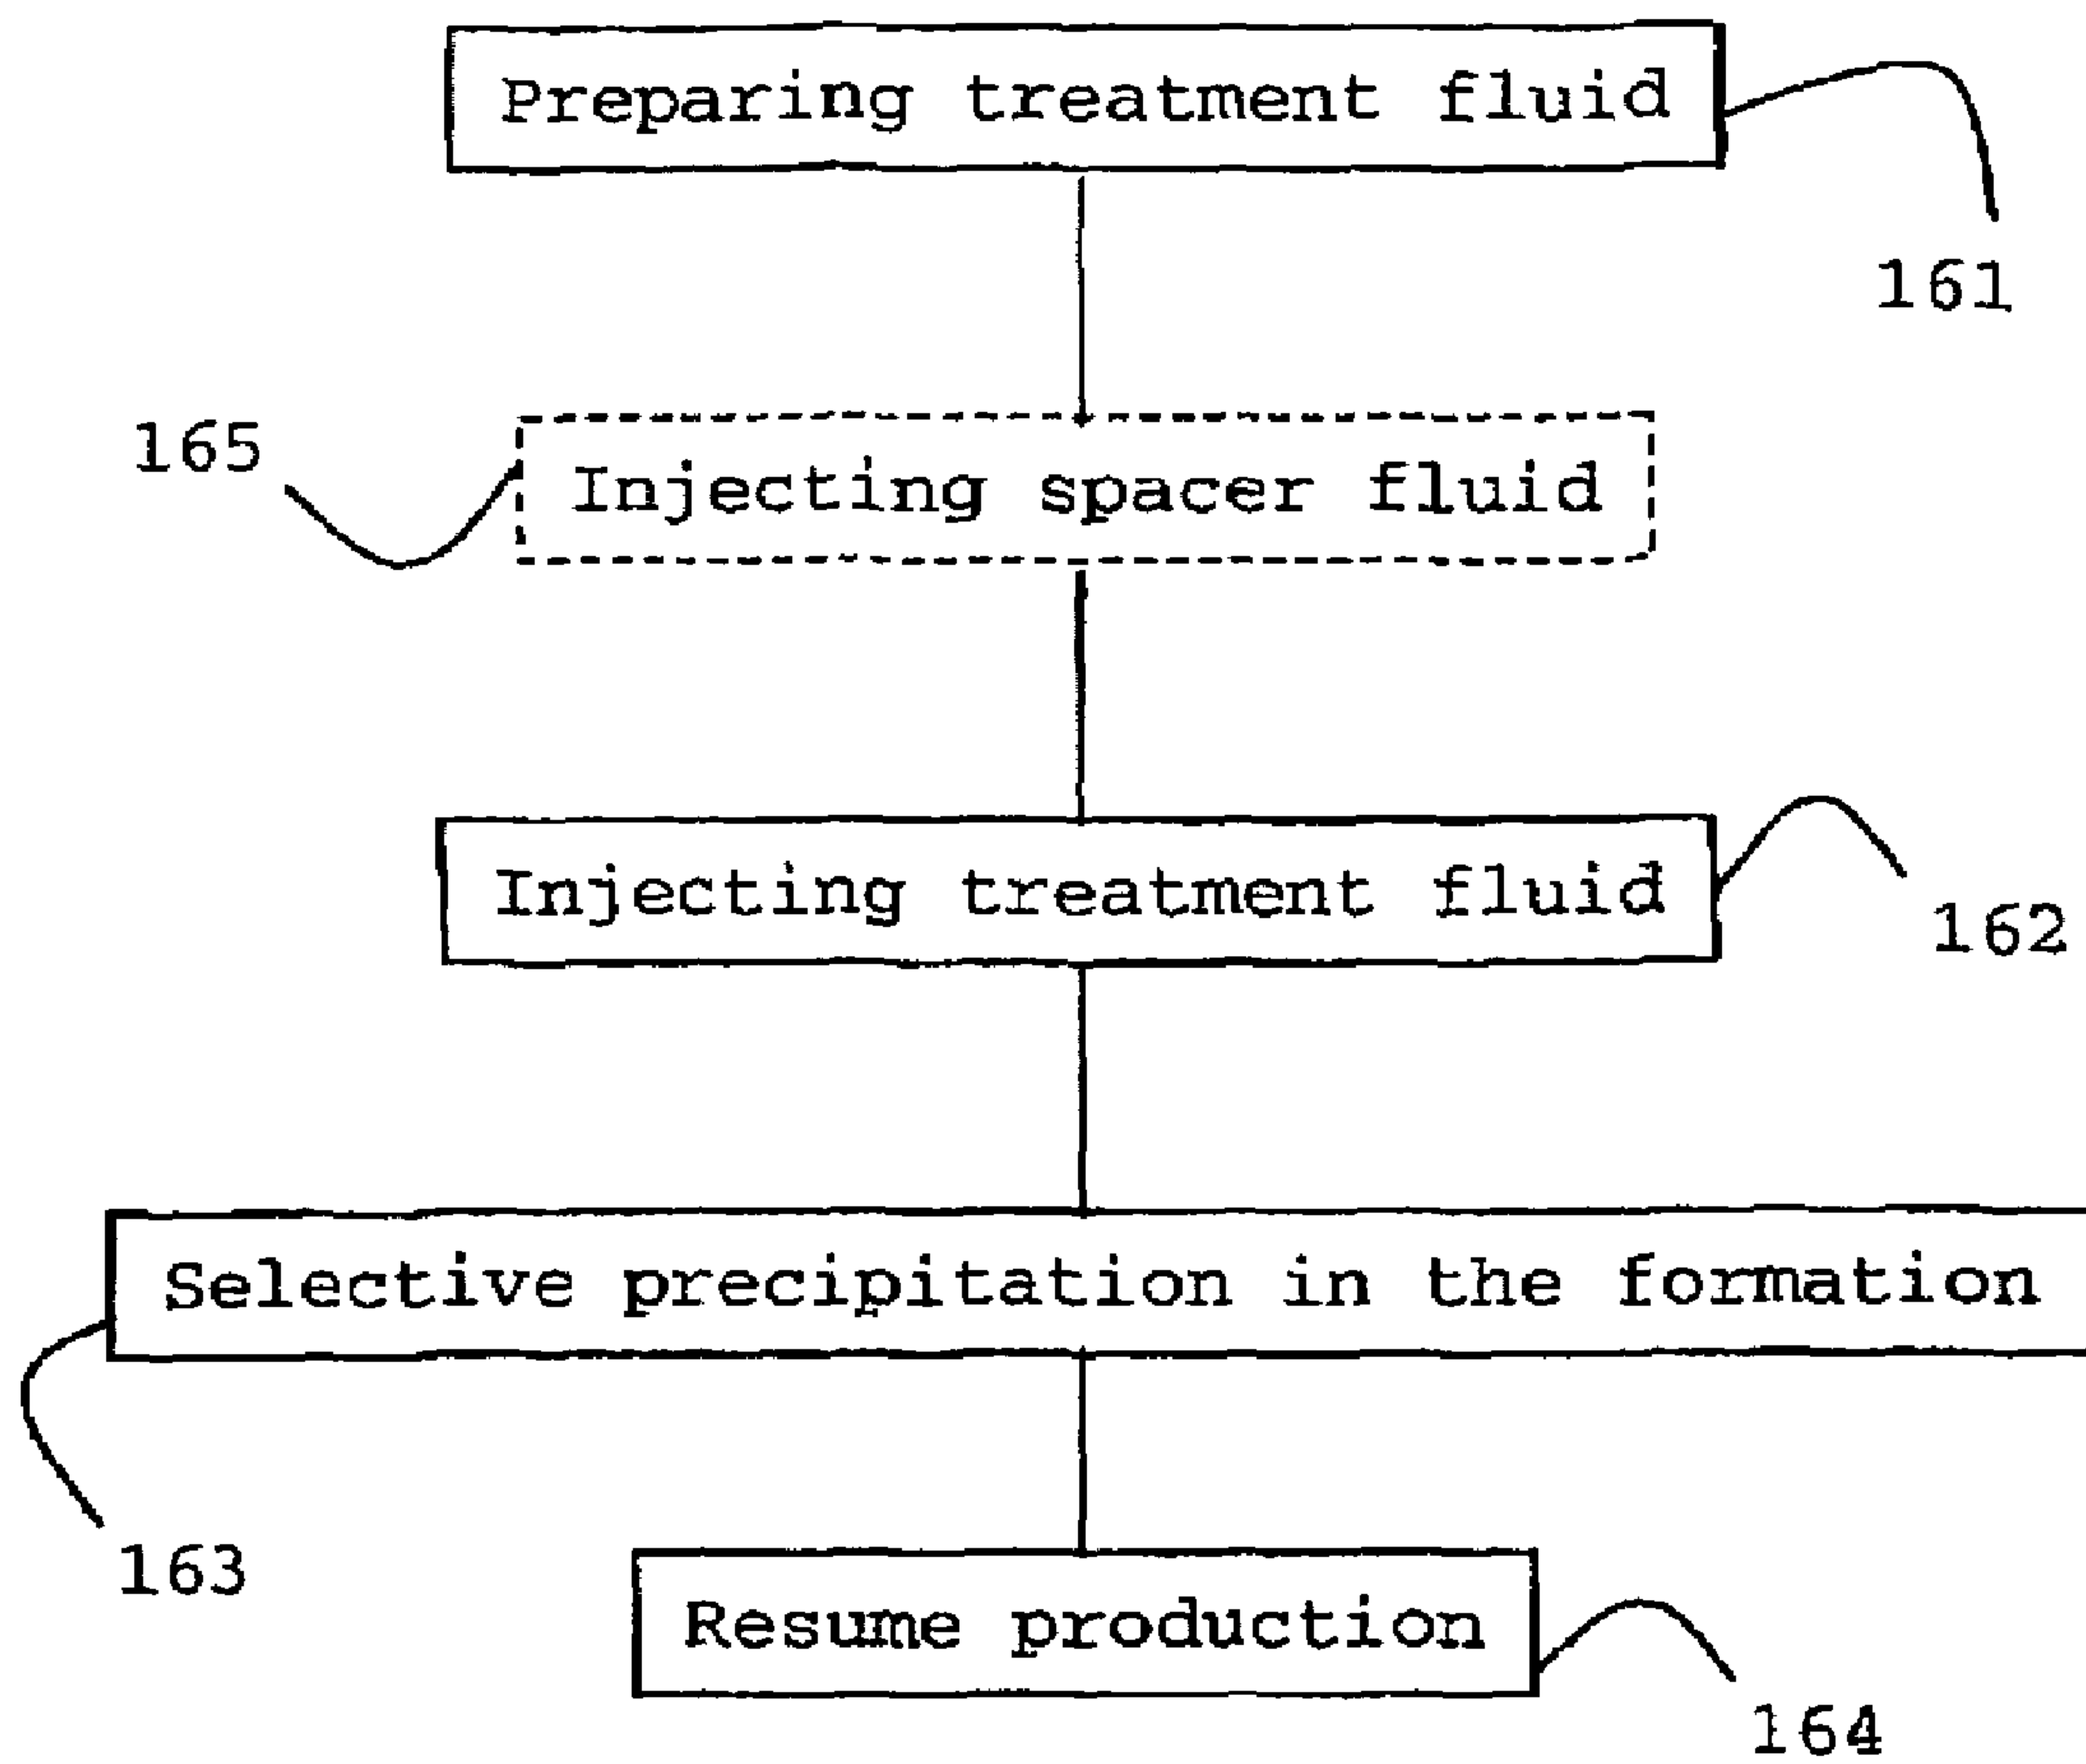 Preparing treatment fluid
161
165
Injecting spacer fluid
Injecting treatment fluid
162
Selective precipitation in the formation
163
Resume production
164